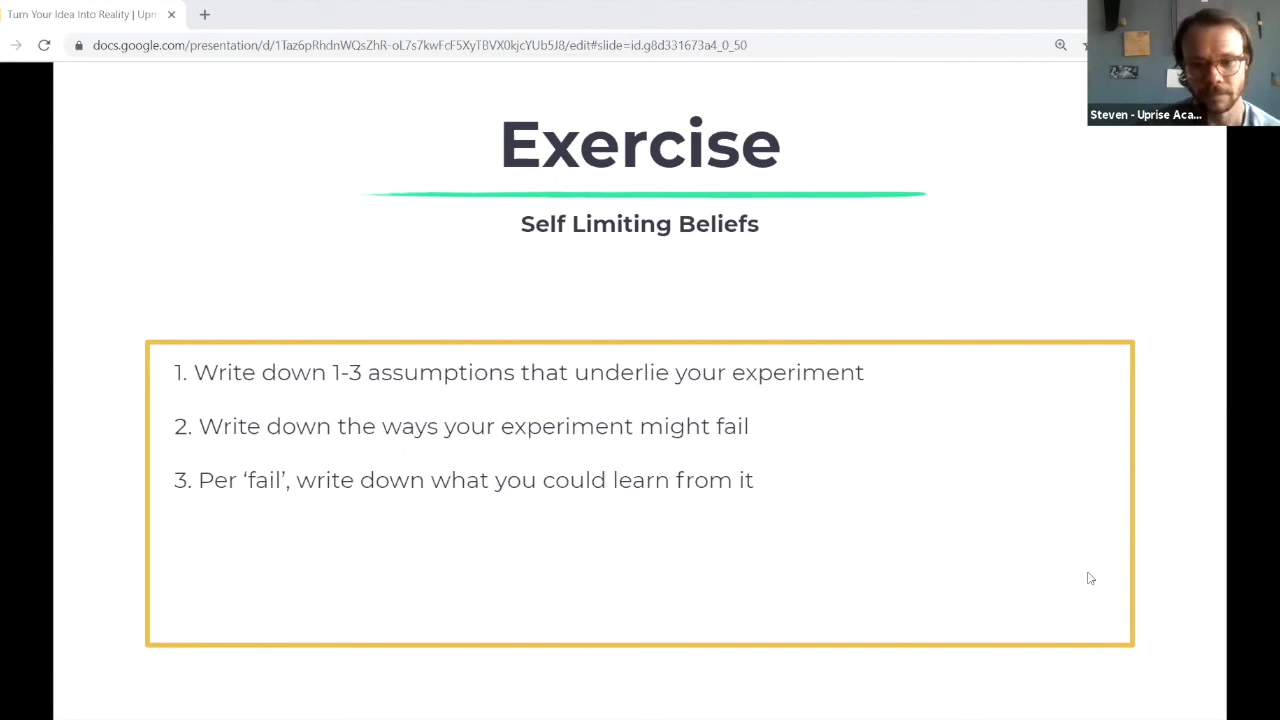 Turn Your Idea Into Reality | Upri
docs.google.com/presentation/d/1Taz6pRhdnWQsZhR-oL7s7kwFcF5XyTBVX0kjcYUb5J8/edit#slide=id.g8d331673a4_0_50
Steven - Uprise Aca...
Exercise
Self Limiting Beliefs
1. Write down 1-3 assumptions that underlie your experiment
2. Write down the ways your experiment might fail
3. Per ‘fail’, write down what you could learn from it